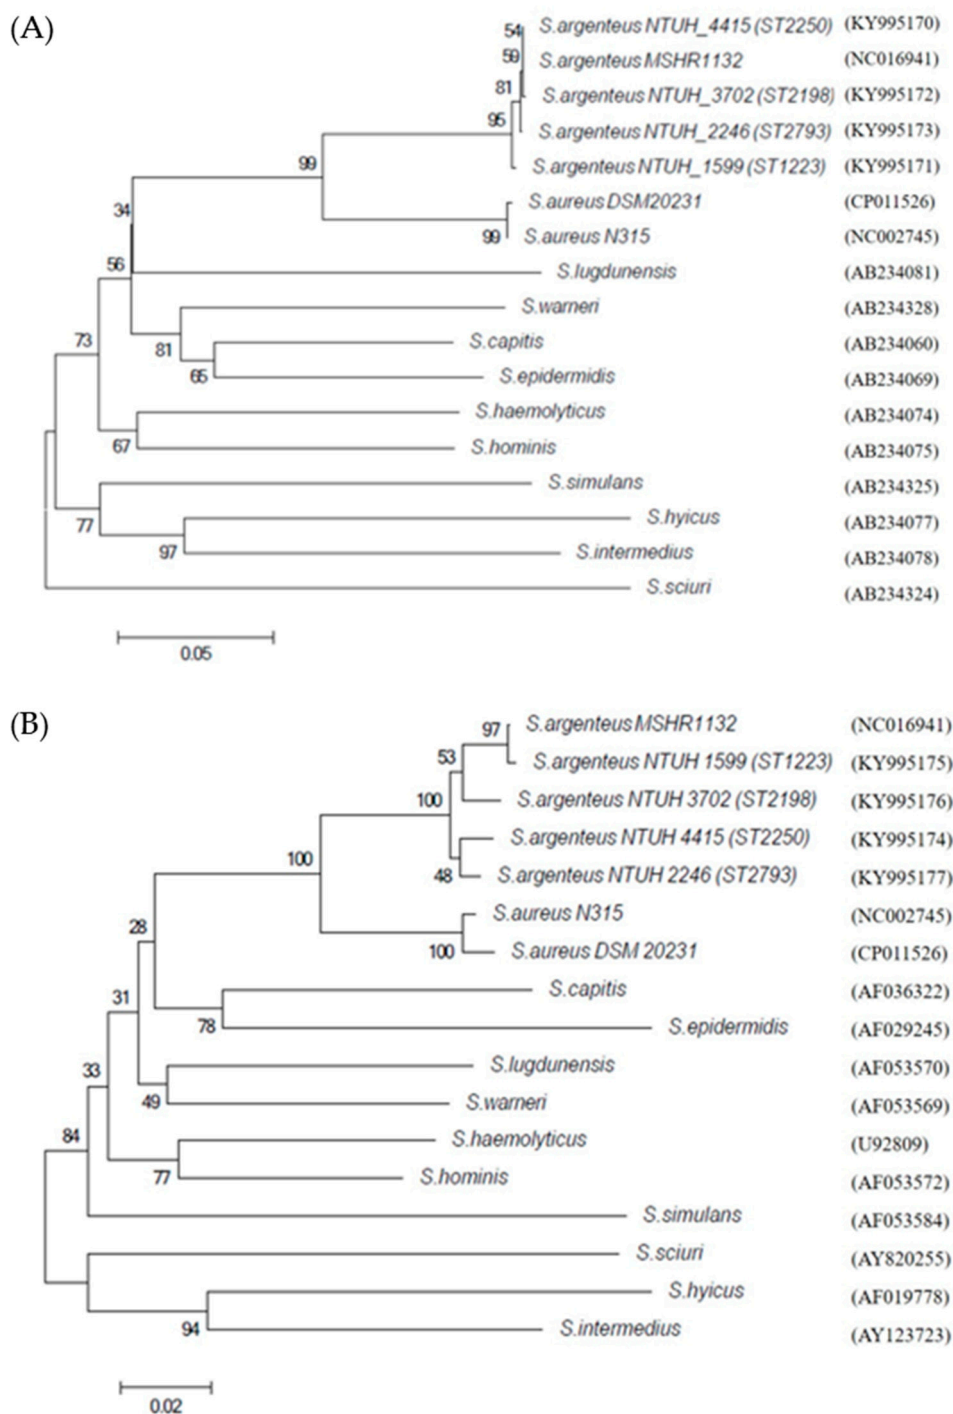 (A)
54 S.argenteus NTUH_4415 (ST2250) (KY995170)
59 S.argenteus MSHR1132 (NC016941)
81 S.argenteus NTUH_3702 (ST2198) (KY995172)
95 S.argenteus NTUH_2246 (ST2793) (KY995173)
99 S.argenteus NTUH_1599 (ST1223) (KY995171)
S.aureus DSM20231 (CP011526)
34
99 S.aureus N315 (NC002745)
56 S.lugdunensis (AB234081)
S.warneri (AB234328)
73 81 S.capitis (AB234060)
65 S.epidermidis (AB234069)
S.haemolyticus (AB234074)
67 S.hominis (AB234075)
S.simulans (AB234325)
77 S.hyicus (AB234077)
97 S.intermedius (AB234078)
S.sciuri (AB234324)
0.05
(B)
97 S.argenteus MSHR1132 (NC016941)
53 S.argenteus NTUH 1599 (ST1223) (KY995175)
100 S.argenteus NTUH 3702 (ST2198) (KY995176)
S.argenteus NTUH 4415 (ST2250) (KY995174)
100
48 S.argenteus NTUH 2246 (ST2793) (KY995177)
S.aureus N315 (NC002745)
28
100 S.aureus DSM 20231 (CP011526)
31 S.capitis (AF036322)
78 S.epidermidis (AF029245)
33 S.lugdunensis (AF053570)
49 S.warneri (AF053569)
84 S.haemolyticus (U92809)
77 S.hominis (AF053572)
S.simulans (AF053584)
S.sciuri (AY820255)
S.hyicus (AF019778)
94 S.intermedius (AY123723)
0.02